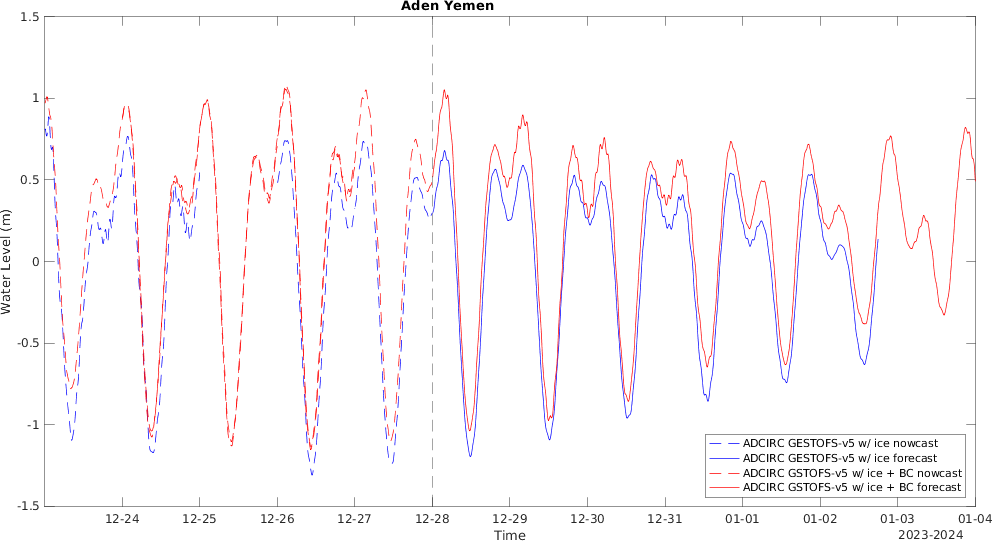 Aden Yemen
1.5
1
0.5
0
-0.5
-1
-1.5
Water Level (m)
12-24
12-25
12-26
12-27
12-28
12-29
12-30
12-31
01-01
01-02
01-03
01-04
Time
2023-2024
ADCIRC GESTOFS-v5 w/ ice nowcast
ADCIRC GESTOFS-v5 w/ ice forecast
ADCIRC GSTOFS-v5 w/ ice + BC nowcast
ADCIRC GSTOFS-v5 w/ ice + BC forecast